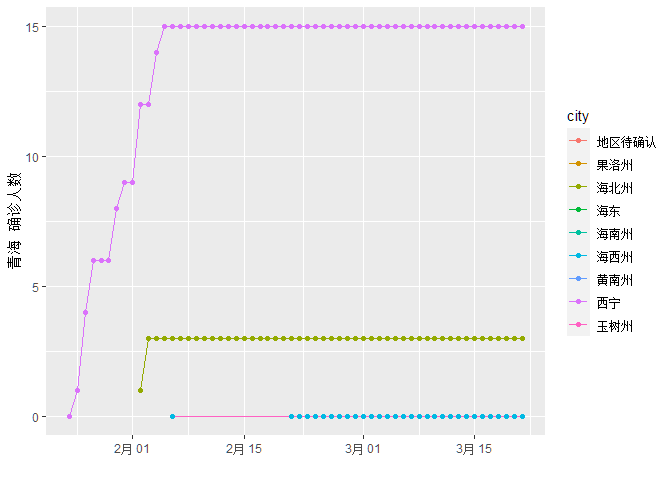 青海 确诊人数
15
10
5
0
2月 01
2月 15
3月 01
3月 15
city
地区待确认
果洛州
海北州
海东
海南州
海西州
黄南州
西宁
玉树州